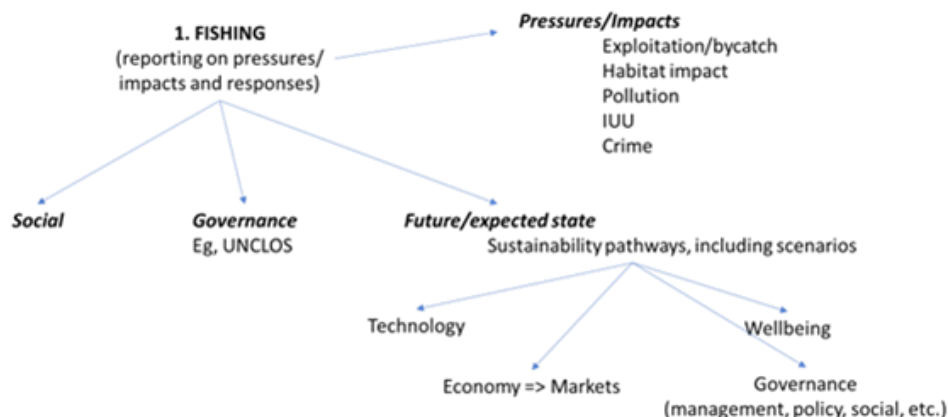 Pressures/Impacts
1. FISHING
(reporting on pressures/
impacts and responses)
Exploitation/bycatch
Habitat impact
Pollution
IUU
Crime
Social
Governance
Eg, UNCLOS
Future/expected state
Sustainability pathways, including scenarios
Technology
Wellbeing
Economy => Markets
Governance
(management, policy, social, etc.)